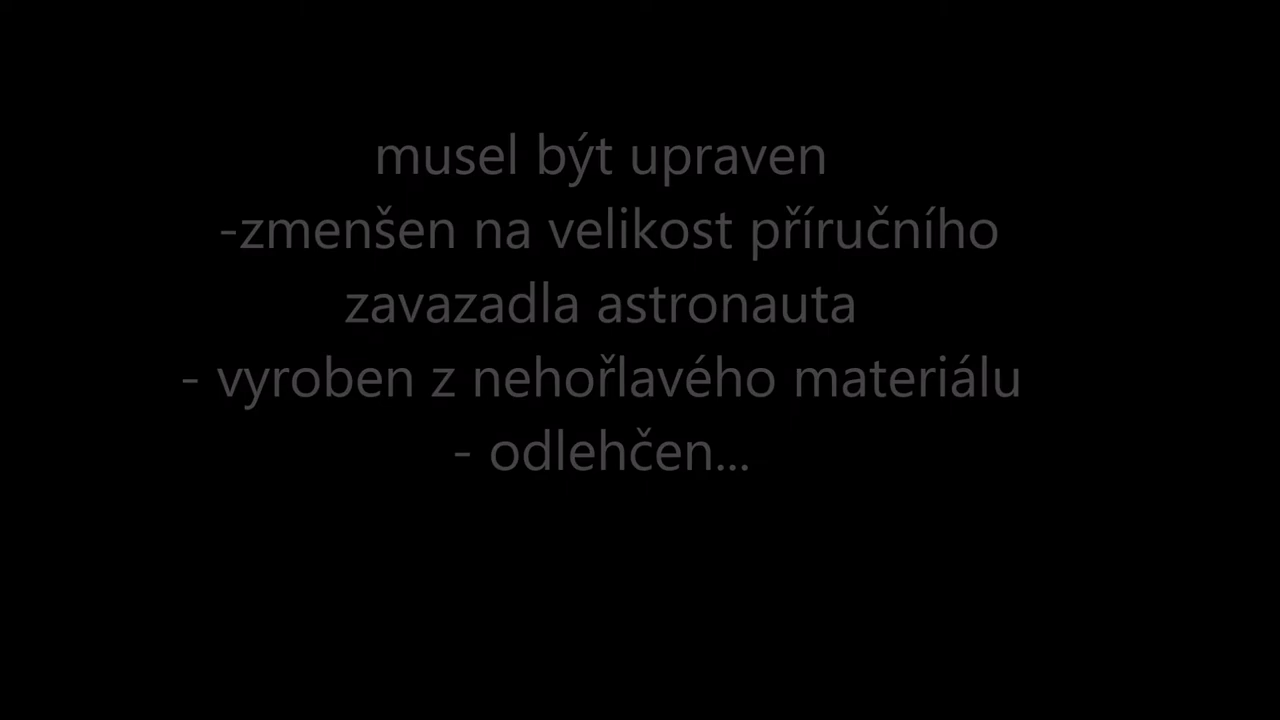 musel být upraven
-zmenšen na velikost příručního
zavazadla astronauta
- vyroben z nehořlavého materiálu
- odlehčen...